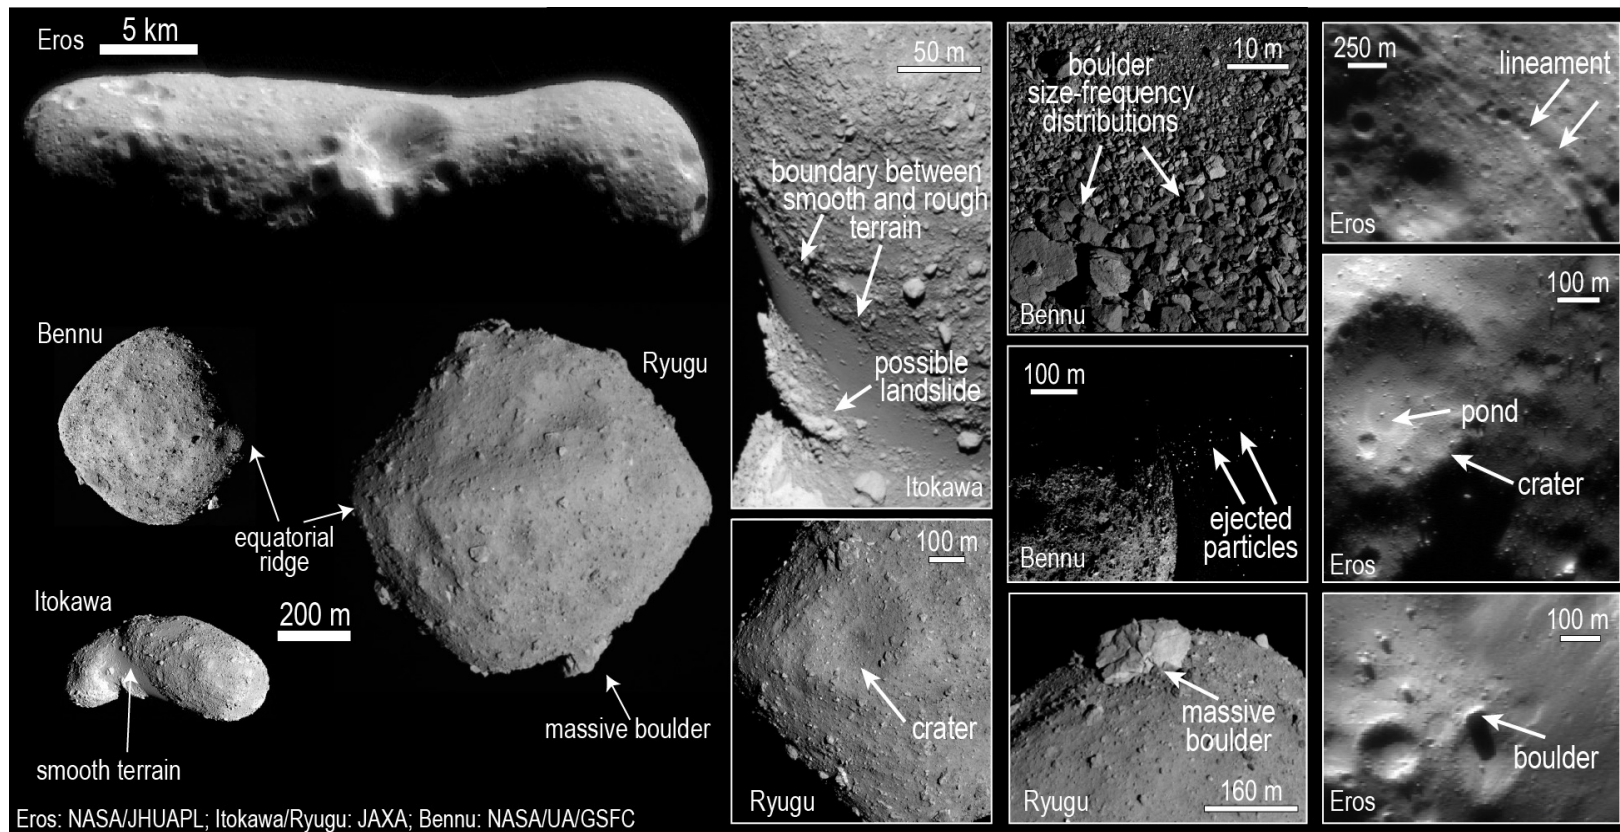 Eros
5 km
Bennu
Ryugu
equatorial
ridge
Itokawa
200 m
massive boulder
smooth terrain
Eros: NASA/JHUAPL; Itokawa/Ryugu: JAXA; Bennu: NASA/UA/GSFC
50 m
boundary between
smooth and rough
terrain
possible
landslide
Itokawa
100 m
crater
Ryugu
10 m
boulder
size-frequency
distributions
Bennu
100 m
ejected
particles
Bennu
massive
boulder
Ryugu
160 m
250 m
lineament
Eros
100 m
pond
crater
Eros
100 m
boulder
Eros